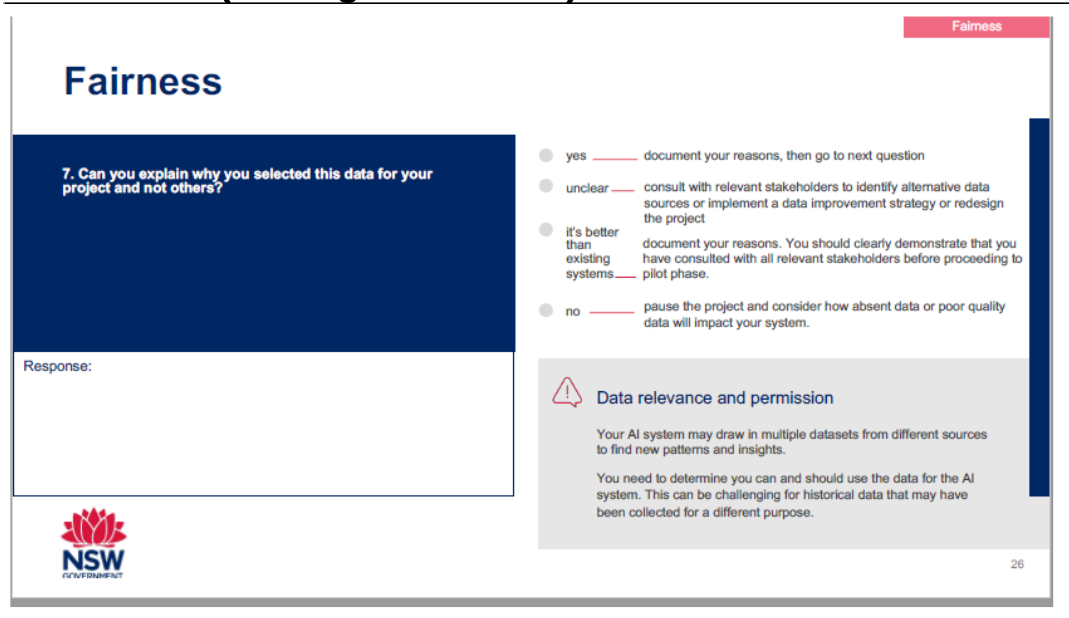 Fairness
Fairness
7. Can you explain why you selected this data for your
project and not others?
Response:
yes document your reasons, then go to next question
unclear consult with relevant stakeholders to identify alternative data
sources or implement a data improvement strategy or redesign
the project
it's better
than
existing
systems
document your reasons. You should clearly demonstrate that you
have consulted with all relevant stakeholders before proceeding to
pilot phase.
no pause the project and consider how absent data or poor quality
data will impact your system.
Data relevance and permission
Your AI system may draw in multiple datasets from different sources
to find new patterns and insights.
You need to determine you can and should use the data for the AI
system. This can be challenging for historical data that may have
been collected for a different purpose.
NSW
GOVERNMENT
26